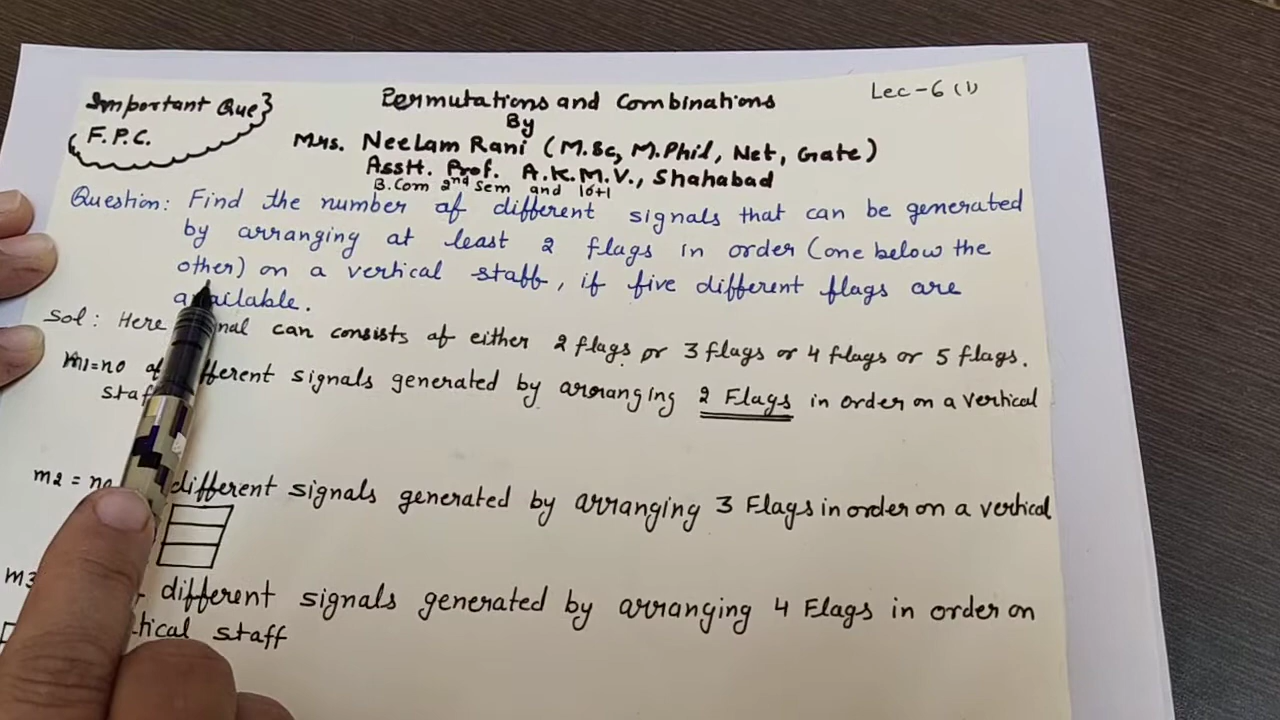 Important Que
F.P.C.
Lec-6 (1)
Permutations and Combinations
By
Mrs. Neelam Rani (M.Sc, M.Phil, Net, Gate)
Asstt. Prof. A.K.M.V., Shahabad
B.Com 2nd Sem and 10+1
Question: Find the number of different signals that can be generated
by arranging at least 2 flags in order (one below the
other) on a vertical staff, if five different flags are
available.
Sol: Here can consists of either 2 flags or 3 flags or 4 flags or 5 flags.
m1=no of different signals generated by arranging 2 Flags in order on a vertical
staff
m2 = no different signals generated by arranging 3 Flags in order on a vertical
m3 different signals generated by arranging 4 Flags in order on
staff